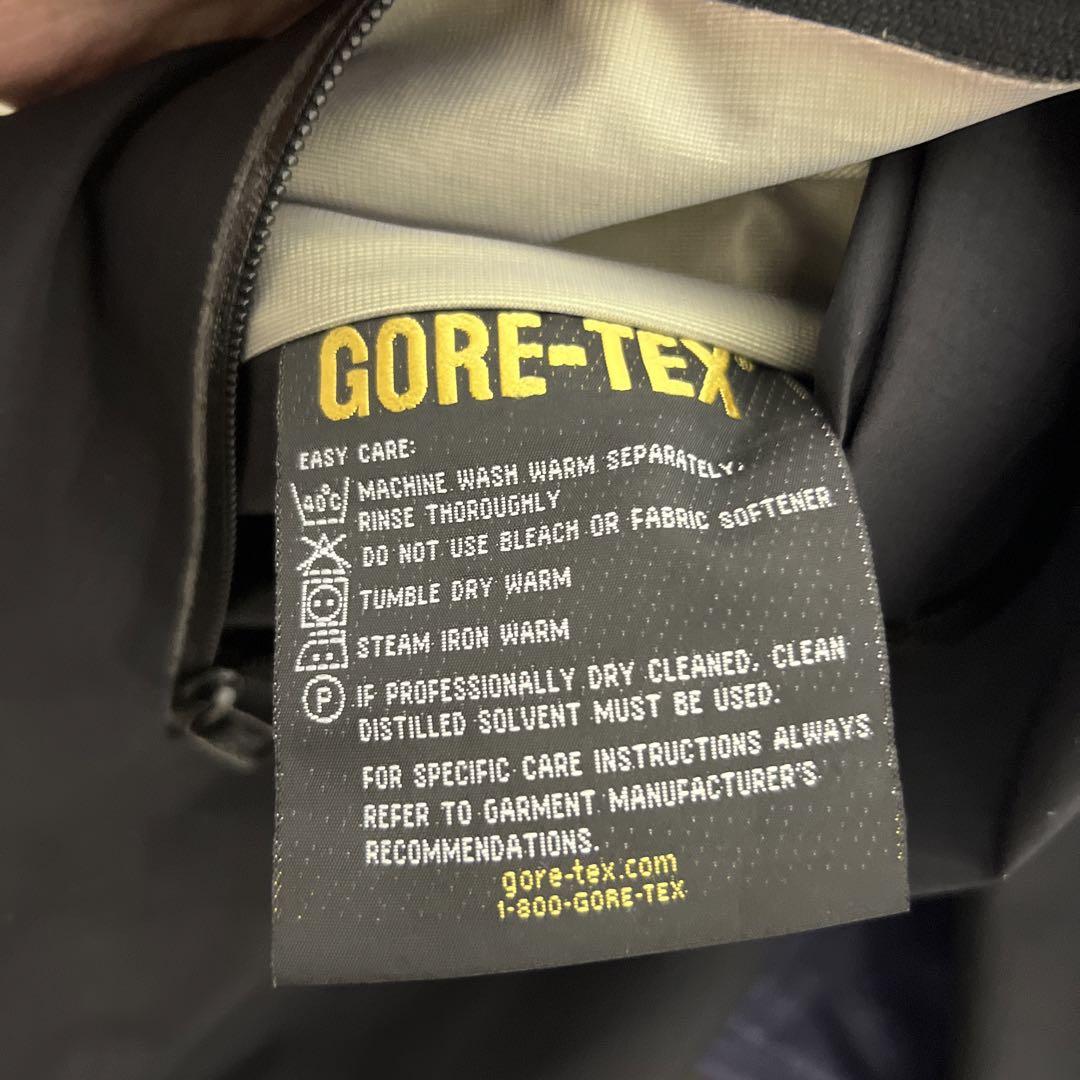 GORE-TEX®
EASY CARE:
40°C MACHINE WASH WARM SEPARATELY,
RINSE THOROUGHLY
DO NOT USE BLEACH OR FABRIC SOFTENER
TUMBLE DRY WARM
STEAM IRON WARM
P IF PROFESSIONALLY DRY CLEANED, CLEAN
DISTILLED SOLVENT MUST BE USED.
FOR SPECIFIC CARE INSTRUCTIONS ALWAYS
REFER TO GARMENT MANUFACTURER'S
RECOMMENDATIONS.
gore-tex.com
1-800-GORE-TEX